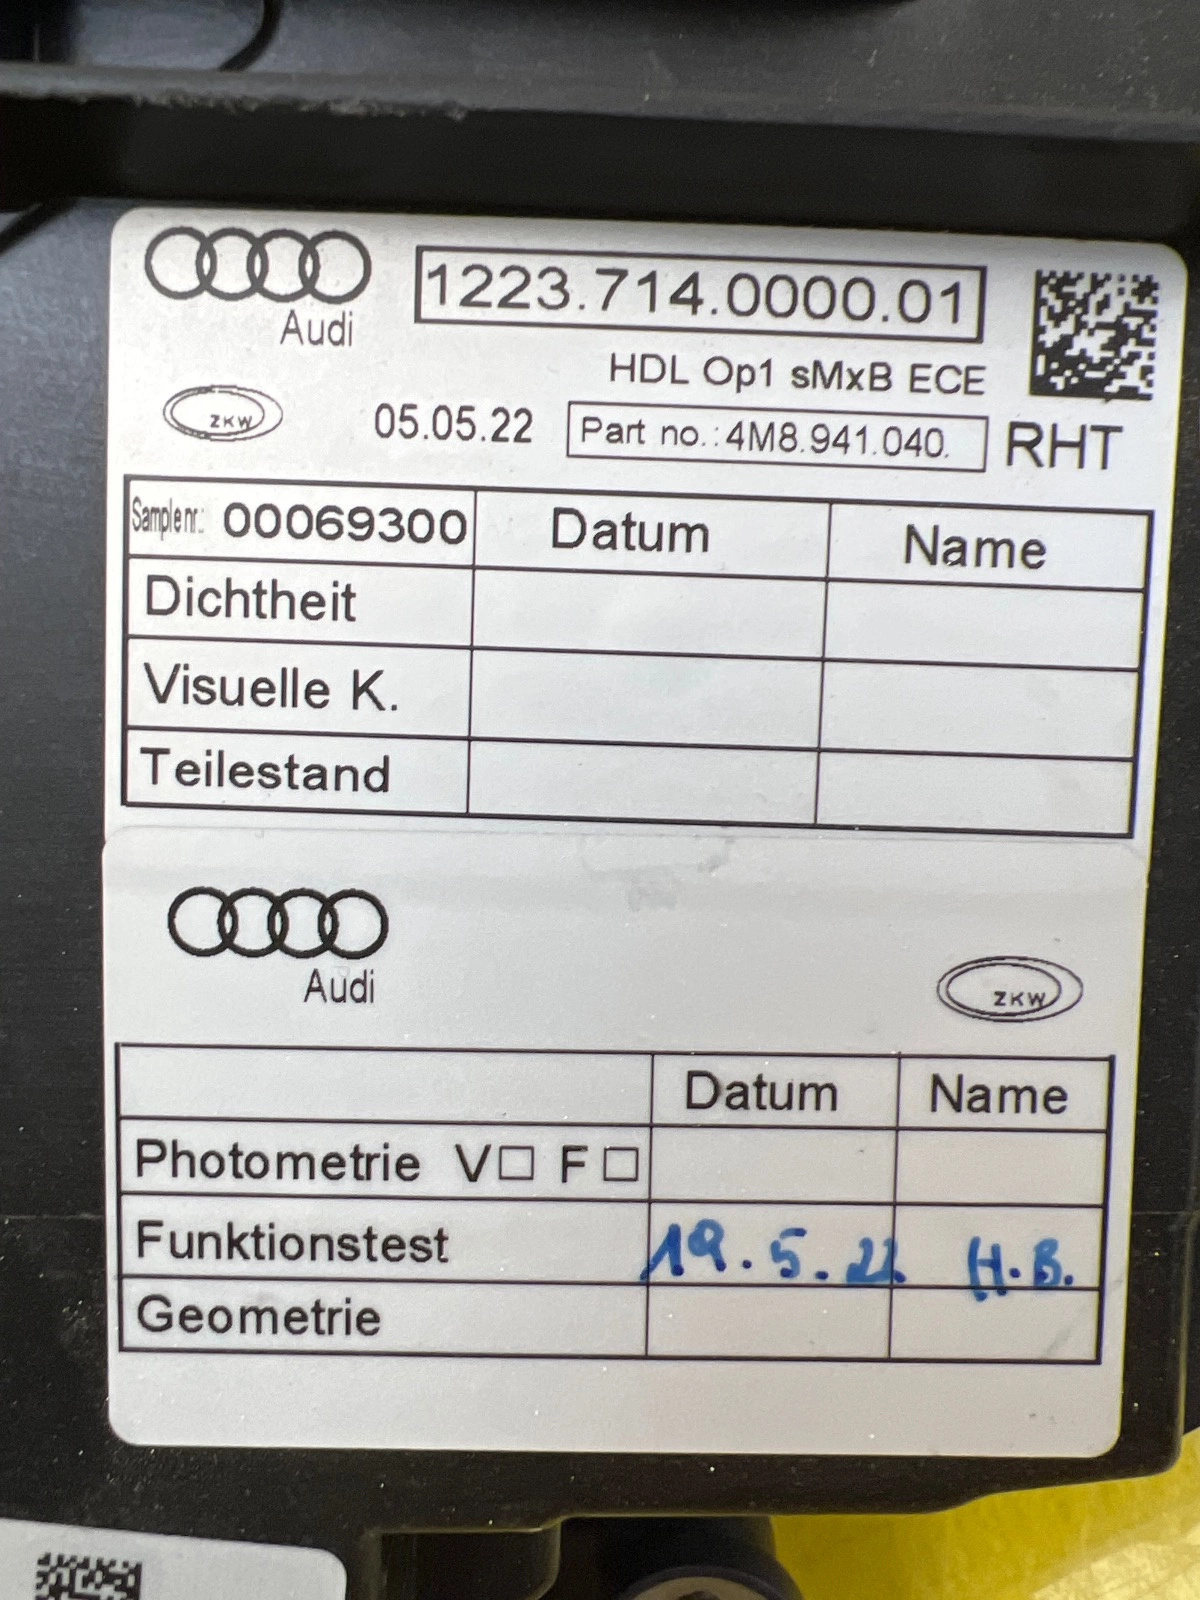 Audi
1223.714.0000.01
HDL Op1 sMxB ECE
ZKW
05.05.22
Part no.:4M8.941.040.
RHT
Samplenr.: 00069300 Datum Name
Dichtheit
Visuelle K.
Teilestand
Audi
ZKW
Datum Name
Photometrie V□ F□
Funktionstest 19.5.22 H.B.
Geometrie